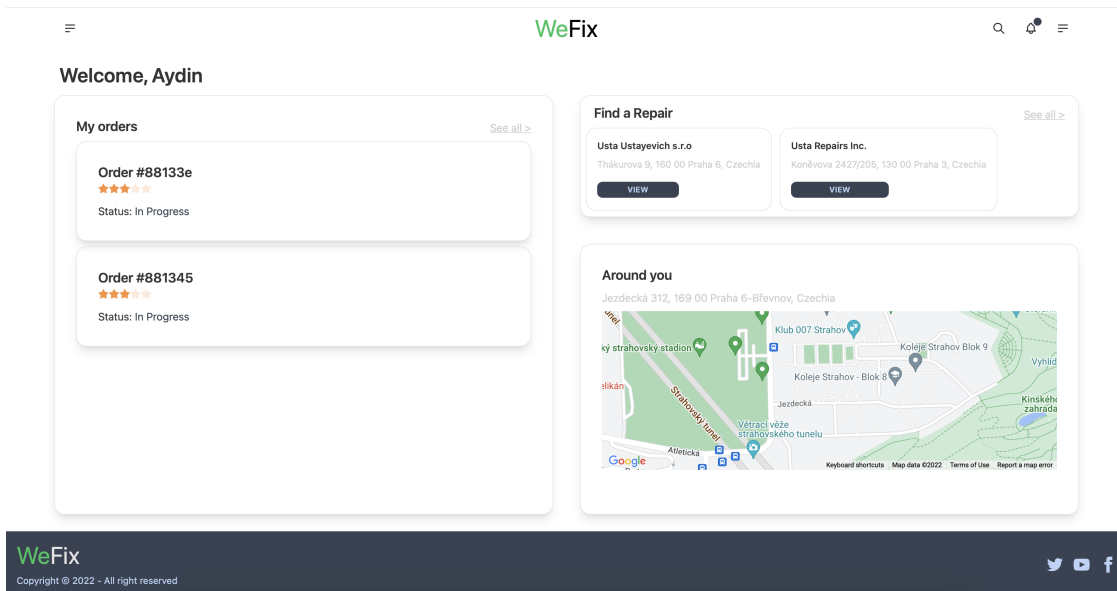 WeFix
Welcome, Aydin
My orders
See all >
Order #88133e
Status: In Progress
Order #881345
Status: In Progress
Find a Repair
See all >
Usta Ustayevich s.r.o
Thákurova 9, 160 00 Praha 6, Czechia
VIEW
Usta Repairs Inc.
Koněvova 2427/205, 130 00 Praha 3, Czechia
VIEW
Around you
Jezdecká 312, 169 00 Praha 6-Břevnov, Czechia
Klub 007 Strahov
ký strahovský stadion
Koleje Strahov Blok 9
Vyhlíd
Koleje Strahov - Blok 8
elikán
Strahovský tunel
Jezdecká
Kinského
zahrada
Větrací věže
strahovského tunelu
Atletická
Google
Keyboard shortcuts
Map data ©2022
Terms of Use
Report a map error
WeFix
Copyright © 2022 - All right reserved